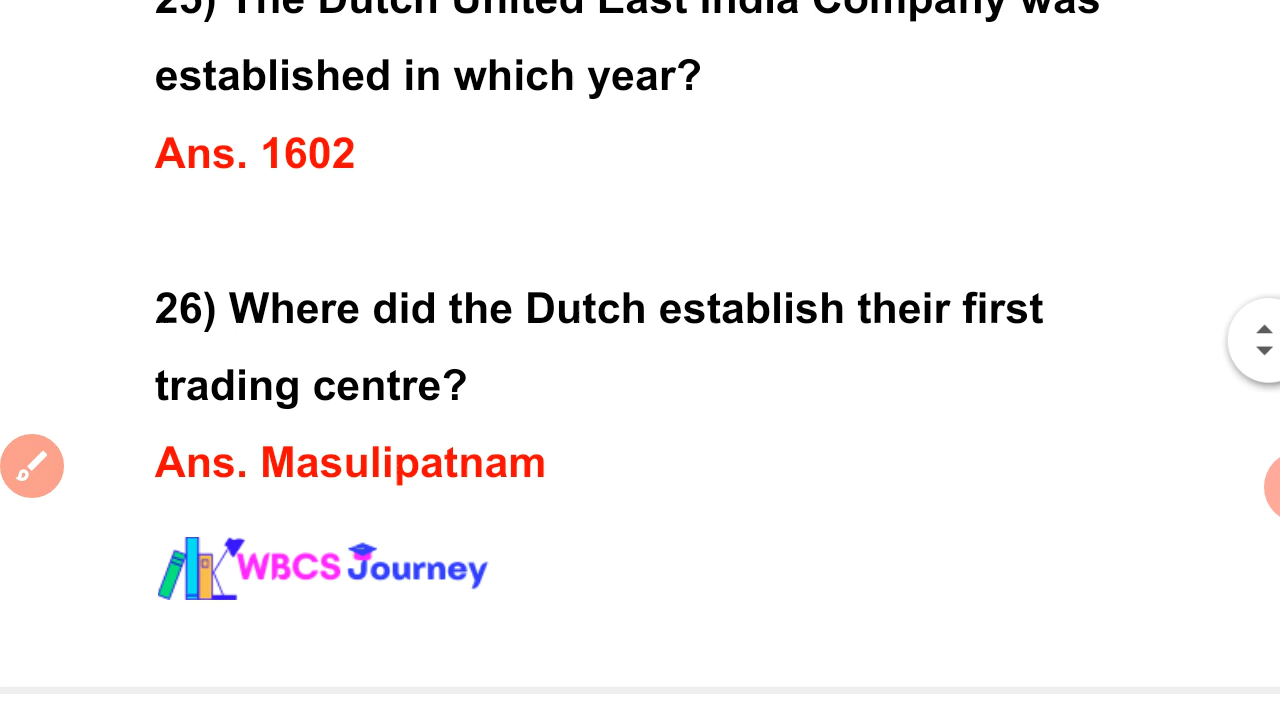 25) The Dutch United East India Company was
established in which year?
Ans. 1602
26) Where did the Dutch establish their first
trading centre?
Ans. Masulipatnam
WBCS Journey